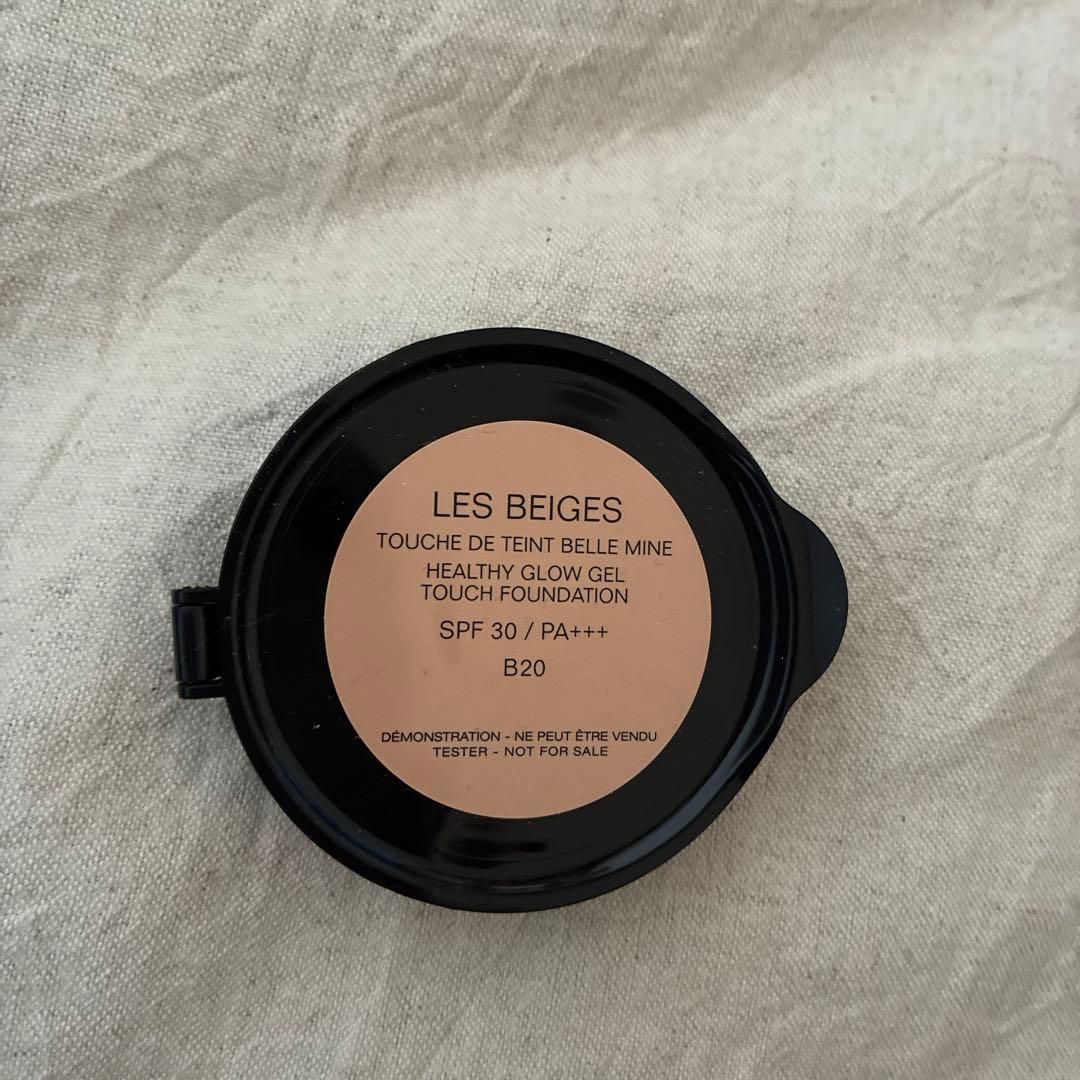 LES BEIGES
TOUCHE DE TEINT BELLE MINE
HEALTHY GLOW GEL
TOUCH FOUNDATION
SPF 30 / PA+++
B20
DÉMONSTRATION - NE PEUT ÊTRE VENDU
TESTER - NOT FOR SALE